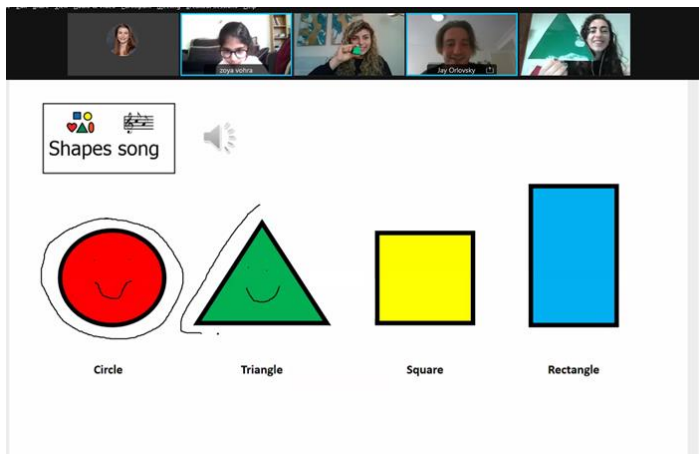 zoya vohra
Jay Orlovsky
Shapes song
Circle
Triangle
Square
Rectangle